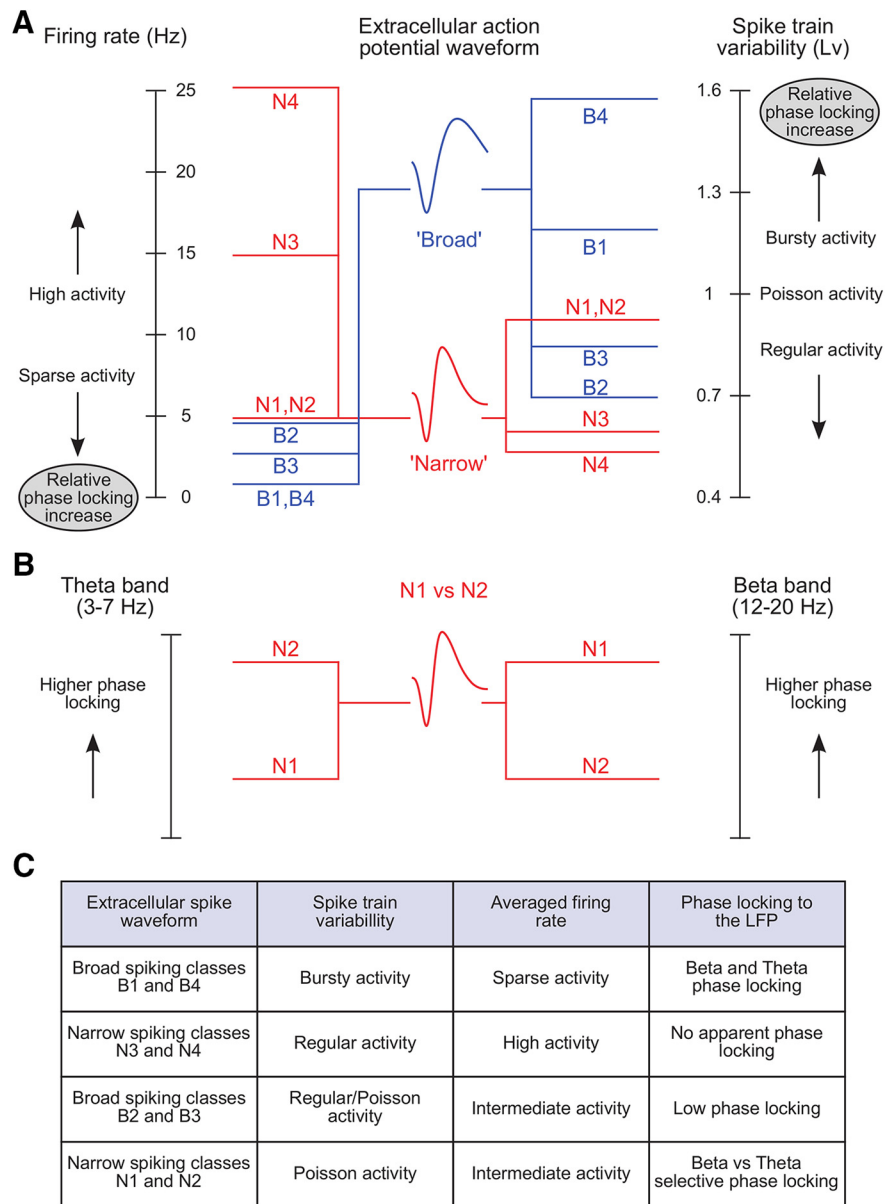 A
Firing rate (Hz)
Extracellular action
potential waveform
Spike train
variability (Lv)
25
20
15
10
5
0
High activity
Sparse activity
Relative
phase locking
increase
N4
N3
N1,N2
B2
B3
B1,B4
'Broad'
'Narrow'
B4
B1
N1,N2
B3
B2
N3
N4
1.6
1.3
1
0.7
0.4
Relative
phase locking
increase
Bursty activity
Poisson activity
Regular activity
B
Theta band
(3-7 Hz)
N1 vs N2
Beta band
(12-20 Hz)
Higher phase
locking
N2
N1
N1
N2
Higher phase
locking
C
Extracellular spike
waveform
Spike train
variabillity
Averaged firing
rate
Phase locking to
the LFP
Broad spiking classes
B1 and B4
Bursty activity
Sparse activity
Beta and Theta
phase locking
Narrow spiking classes
N3 and N4
Regular activity
High activity
No apparent phase
locking
Broad spiking classes
B2 and B3
Regular/Poisson
activity
Intermediate activity
Low phase locking
Narrow spiking classes
N1 and N2
Poisson activity
Intermediate activity
Beta vs Theta
selective phase locking